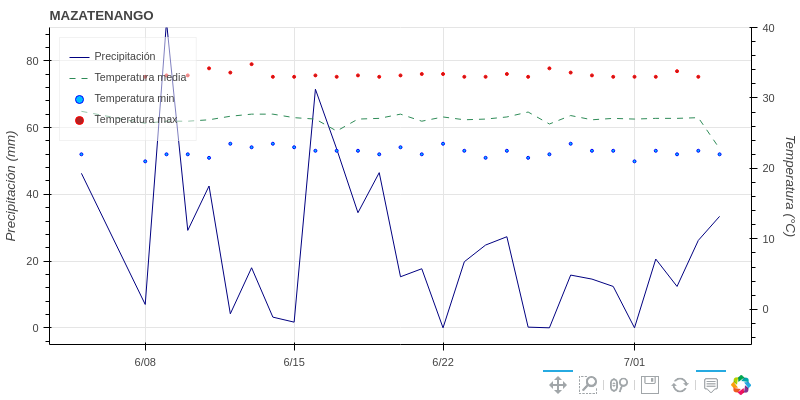 MAZATENANGO
Precipitación
Temperatura media
Temperatura min
Temperatura max
Precipitación (mm)
80
60
40
20
0
Temperatura (°C)
40
30
20
10
0
6/08
6/15
6/22
7/01